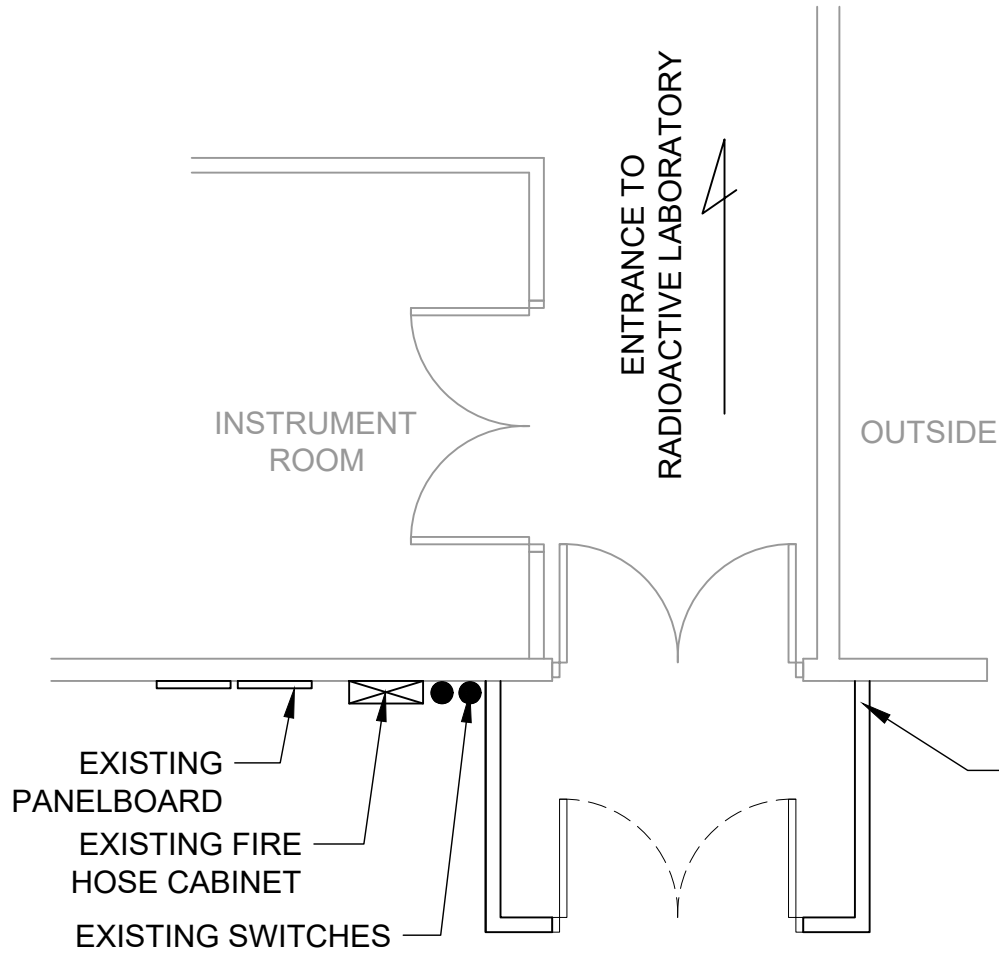 ENTRANCE TO
RADIOACTIVE LABORATORY
INSTRUMENT
ROOM
OUTSIDE
EXISTING
PANELBOARD
EXISTING FIRE
HOSE CABINET
EXISTING SWITCHES